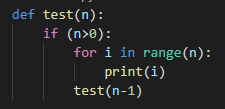 def test(n):
    if (n>0):
        for i in range(n):
            print(i)
        test(n-1)